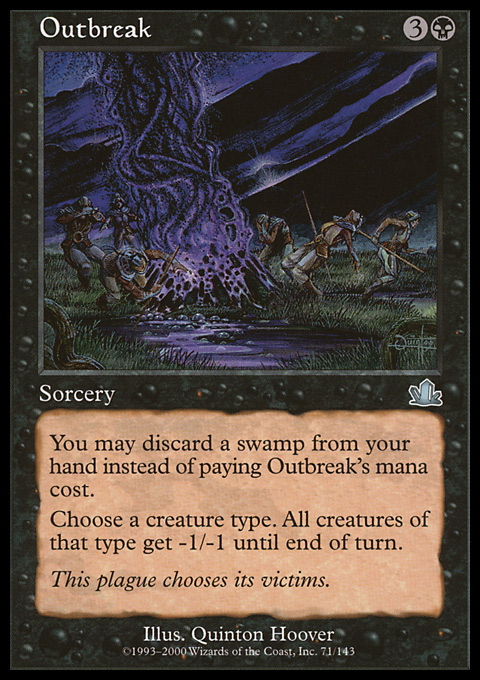 Outbreak 3
Quinton
Sorcery
You may discard a swamp from your
hand instead of paying Outbreak's mana
cost.
Choose a creature type. All creatures of
that type get -1/-1 until end of turn.
This plague chooses its victims.
Illus. Quinton Hoover
©1993–2000 Wizards of the Coast, Inc. 71/143